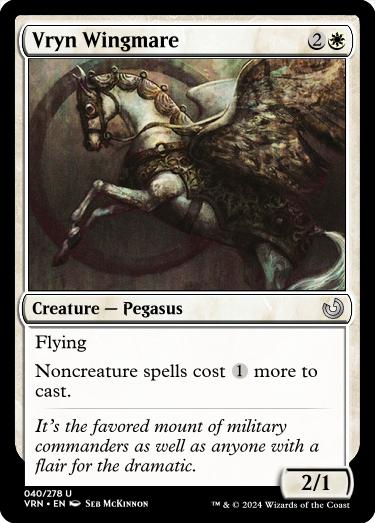 Vryn Wingmare 2
Creature — Pegasus
Flying
Noncreature spells cost 1 more to
cast.
It's the favored mount of military
commanders as well as anyone with a
flair for the dramatic.
2/1
040/278 U
VRN • EN Seb McKinnon
™ & © 2024 Wizards of the Coast